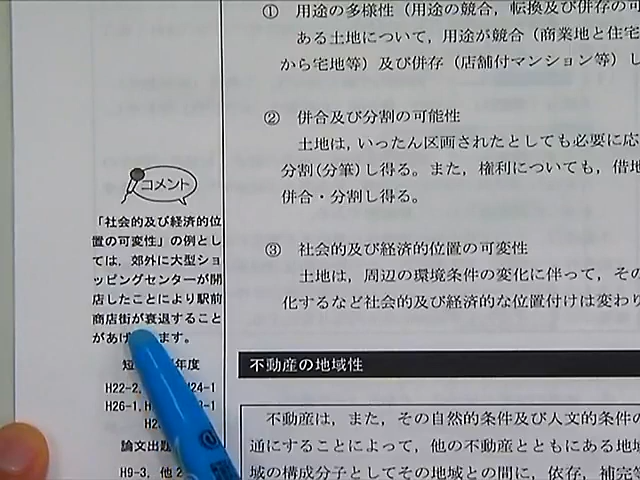 ① 用途の多様性（用途の競合，転換及び併存の可
ある土地について，用途が競合（商業地と住宅
から宅地等）及び併存（店舗付マンション等）し
② 併合及び分割の可能性
土地は，いったん区画されたとしても必要に応
分割(分筆)し得る。また，権利についても，借地
併合・分割し得る。
③ 社会的及び経済的位置の可変性
土地は，周辺の環境条件の変化に伴って，その
化するなど社会的及び経済的な位置付けは変わり
コメント
「社会的及び経済的位
置の可変性」の例とし
ては，郊外に大型ショ
ッピングセンターが開
店したことにより駅前
商店街が衰退すること
があげ ます。
短 年度
H22-2, 24-1
H26-1, -1
論文出題
H9-3, 他
不動産の地域性
不動産は，また，その自然的条件及び人文的条件の
通にすることによって，他の不動産とともにある地域
域の構成分子としてその地域との間に，依存，補完等